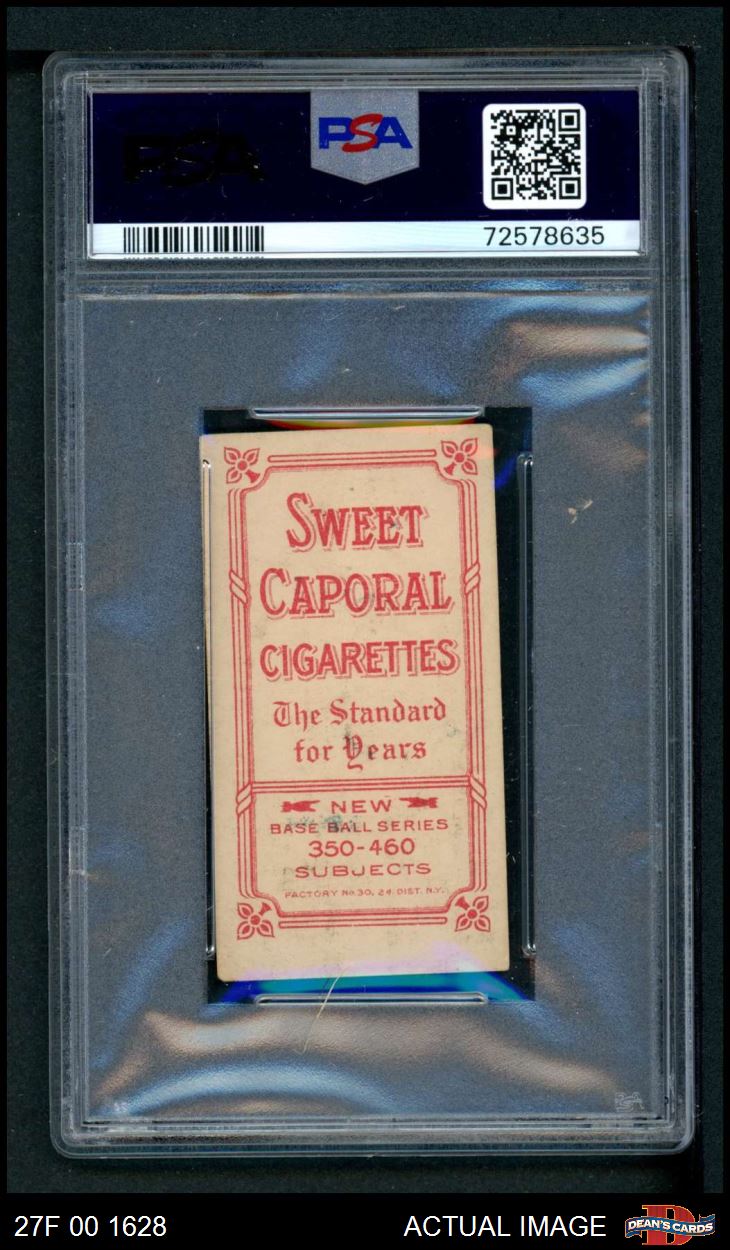 PSA
PSA
72578635
SWEET
CAPORAL
CIGARETTES
The Standard
for Years
NEW
BASE BALL SERIES
350-460
SUBJECTS
FACTORY No. 30, 2d DIST. N.Y.
PSA
27F 00 1628
ACTUAL IMAGE
D
DEAN'S CARDS